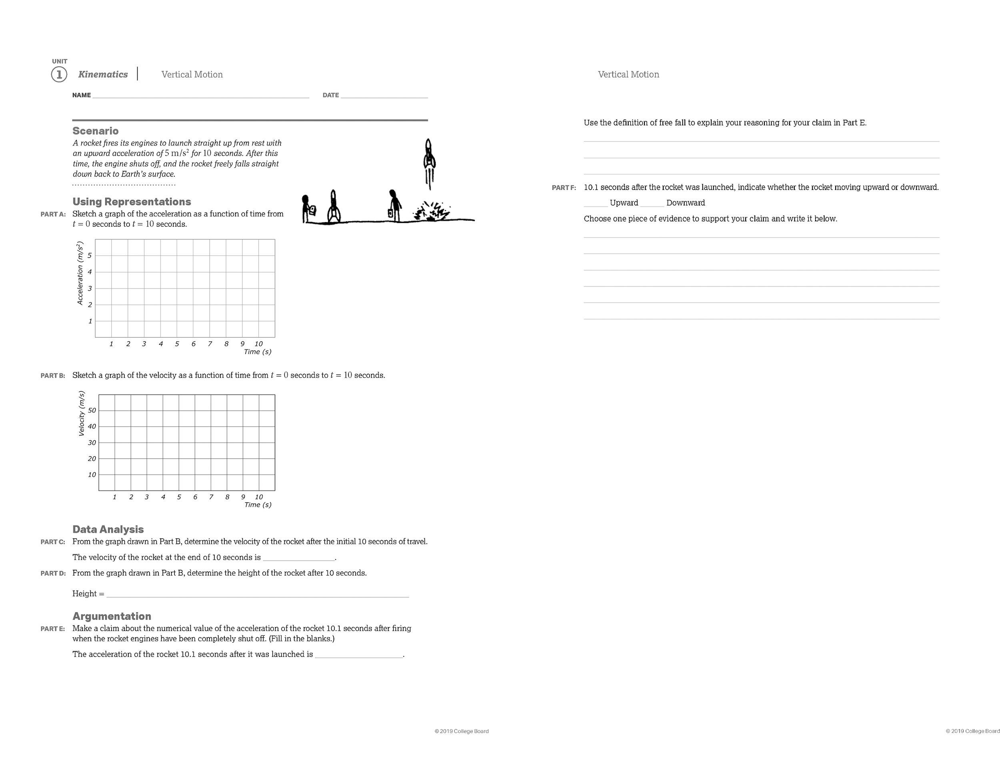 UNIT
1 Kinematics Vertical Motion
NAME DATE
Scenario
A rocket fires its engines to launch straight up from rest with
an upward acceleration of 5 m/s² for 10 seconds. After this
time, the engine shuts off, and the rocket freely falls straight
down back to Earth's surface.
Using Representations
PART A: Sketch a graph of the acceleration as a function of time from
t = 0 seconds to t = 10 seconds.
Acceleration (m/s²)
5
4
3
2
1
1 2 3 4 5 6 7 8 9 10
Time (s)
PART B: Sketch a graph of the velocity as a function of time from t = 0 seconds to t = 10 seconds.
Velocity (m/s)
50
40
30
20
10
1 2 3 4 5 6 7 8 9 10
Time (s)
Data Analysis
PART C: From the graph drawn in Part B, determine the velocity of the rocket after the initial 10 seconds of travel.
The velocity of the rocket at the end of 10 seconds is ________.
PART D: From the graph drawn in Part B, determine the height of the rocket after 10 seconds.
Height = ________
Argumentation
PART E: Make a claim about the numerical value of the acceleration of the rocket 10.1 seconds after firing
when the rocket engines have been completely shut off. (Fill in the blanks.)
The acceleration of the rocket 10.1 seconds after it was launched is ________.
© 2019 College Board
Vertical Motion
Use the definition of free fall to explain your reasoning for your claim in Part E.
PART F: 10.1 seconds after the rocket was launched, indicate whether the rocket moving upward or downward.
_____ Upward _____ Downward
Choose one piece of evidence to support your claim and write it below.
© 2019 College Board